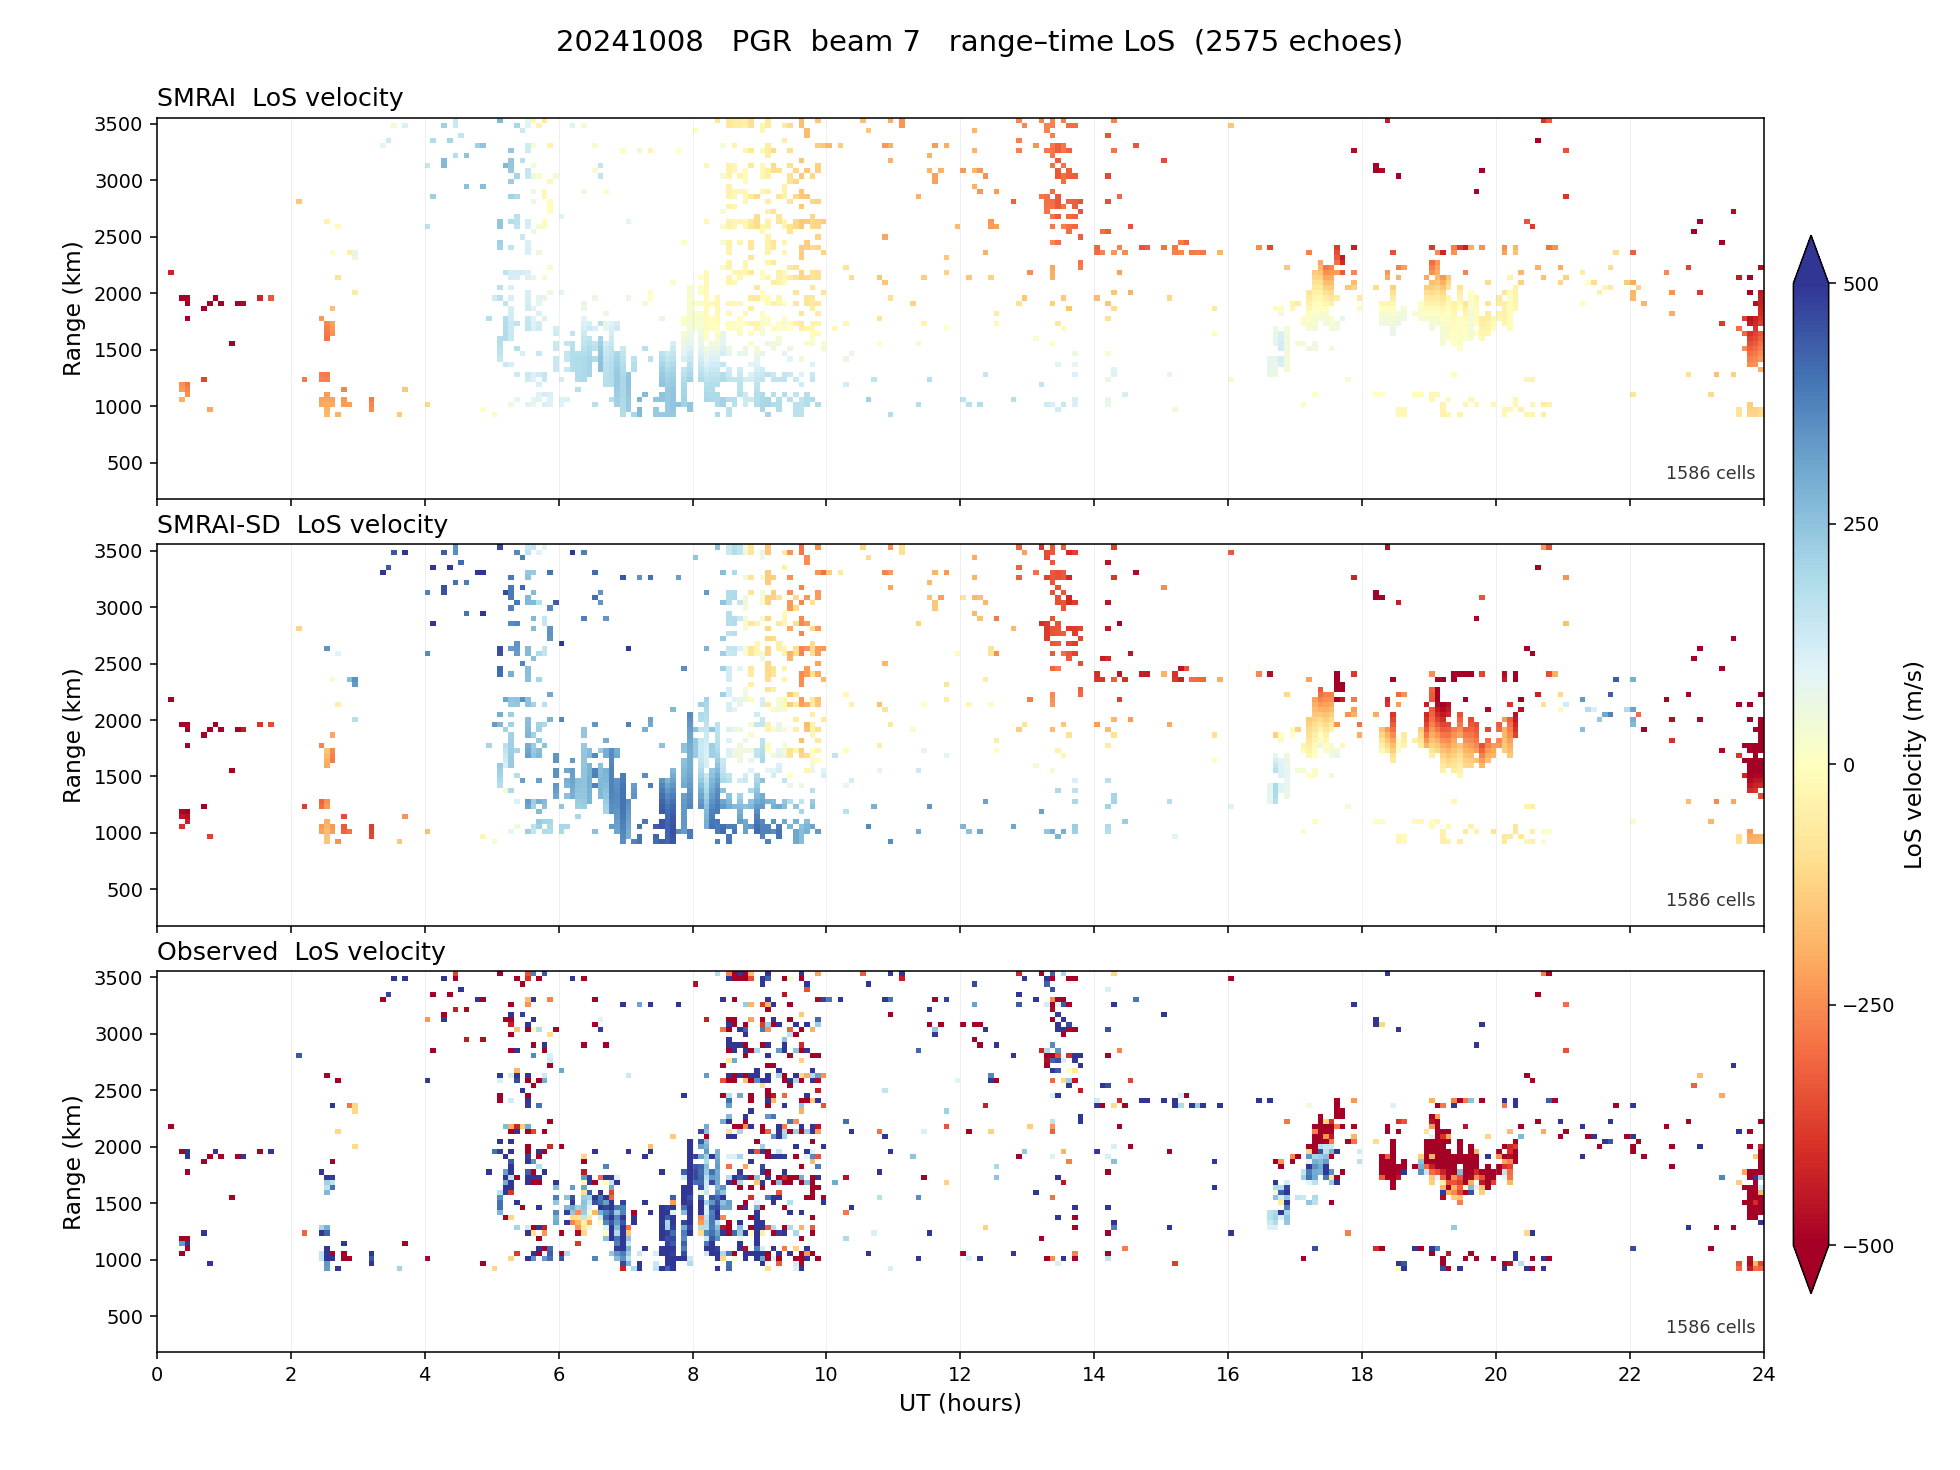 20241008   PGR  beam 7   range–time LoS  (2575 echoes)
SMRAI  LoS velocity
3500
3000
2500
2000
1500
1000
500
Range (km)
1586 cells
SMRAI-SD  LoS velocity
3500
3000
2500
2000
1500
1000
500
Range (km)
1586 cells
Observed  LoS velocity
3500
3000
2500
2000
1500
1000
500
Range (km)
1586 cells
0 2 4 6 8 10 12 14 16 18 20 22 24
UT (hours)
500
250
0
−250
−500
LoS velocity (m/s)